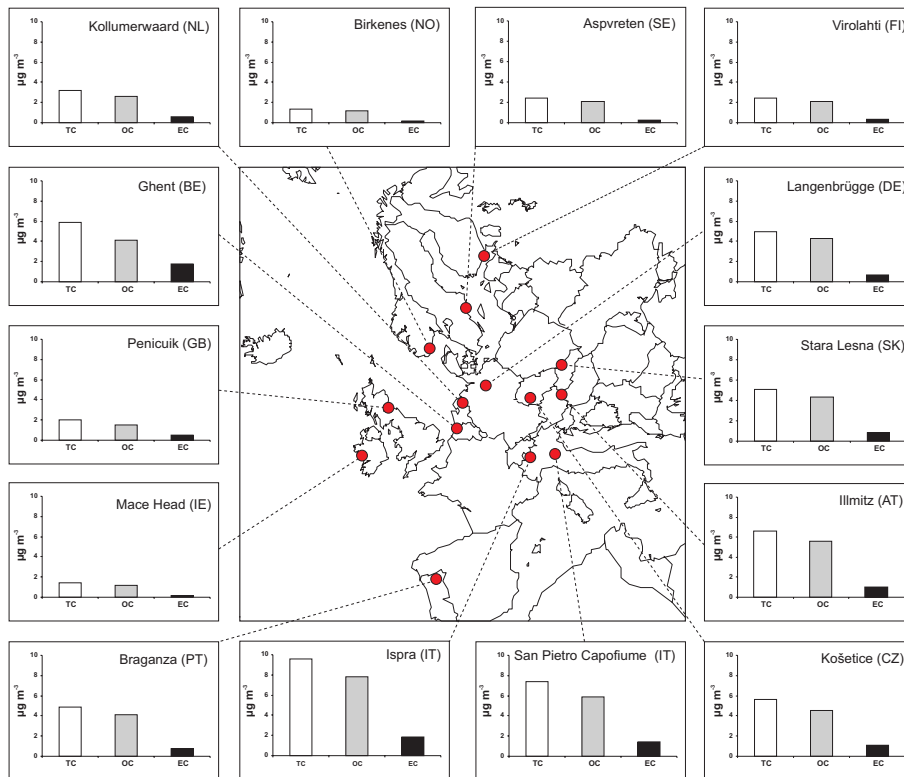 Kollumerwaard (NL)
µg m⁻³
10
8
6
4
2
0
TC OC EC
Birkenes (NO)
µg m⁻³
10
8
6
4
2
0
TC OC EC
Aspvreten (SE)
µg m⁻³
10
8
6
4
2
0
TC OC EC
Virolahti (FI)
µg m⁻³
10
8
6
4
2
0
TC OC EC
Ghent (BE)
µg m⁻³
10
8
6
4
2
0
TC OC EC
Langenbrügge (DE)
µg m⁻³
10
8
6
4
2
0
TC OC EC
Penicuik (GB)
µg m⁻³
10
8
6
4
2
0
TC OC EC
Stara Lesna (SK)
µg m⁻³
10
8
6
4
2
0
TC OC EC
Mace Head (IE)
µg m⁻³
10
8
6
4
2
0
TC OC EC
Illmitz (AT)
µg m⁻³
10
8
6
4
2
0
TC OC EC
Braganza (PT)
µg m⁻³
10
8
6
4
2
0
TC OC EC
Ispra (IT)
µg m⁻³
10
8
6
4
2
0
TC OC EC
San Pietro Capofiume (IT)
µg m⁻³
10
8
6
4
2
0
TC OC EC
Košetice (CZ)
µg m⁻³
10
8
6
4
2
0
TC OC EC